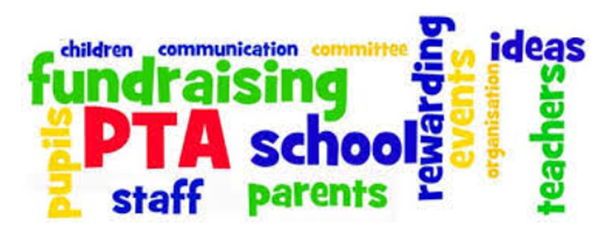 children communication committee
fundraising
pupils
PTA school
staff parents
rewarding
events
organisation
ideas
teachers